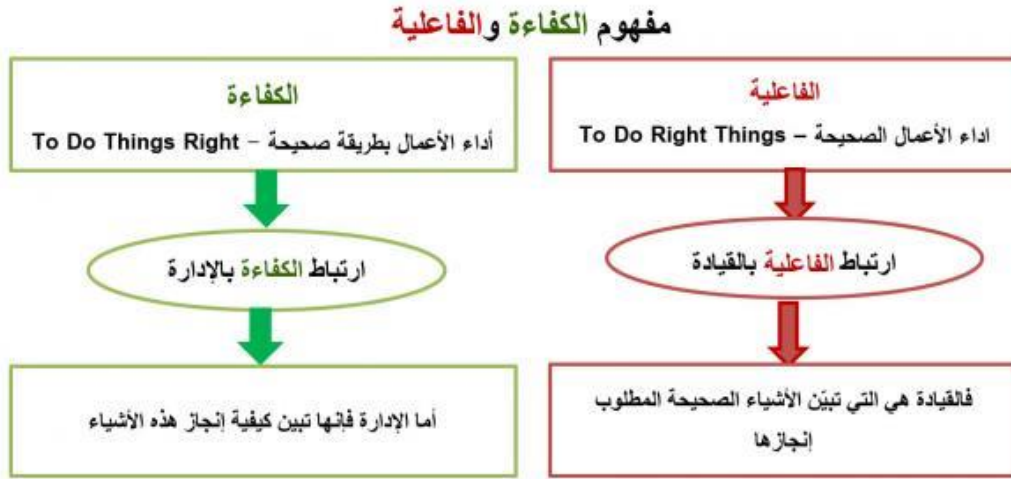 مفهوم الكفاءة والفاعلية
الفاعلية
اداء الأعمال الصحيحة – To Do Right Things
ارتباط الفاعلية بالقيادة
فالقيادة هي التي تبيّن الأشياء الصحيحة المطلوب
إنجازها
الكفاءة
أداء الأعمال بطريقة صحيحة – To Do Things Right
ارتباط الكفاءة بالإدارة
أما الإدارة فإنها تبين كيفية إنجاز هذه الأشياء